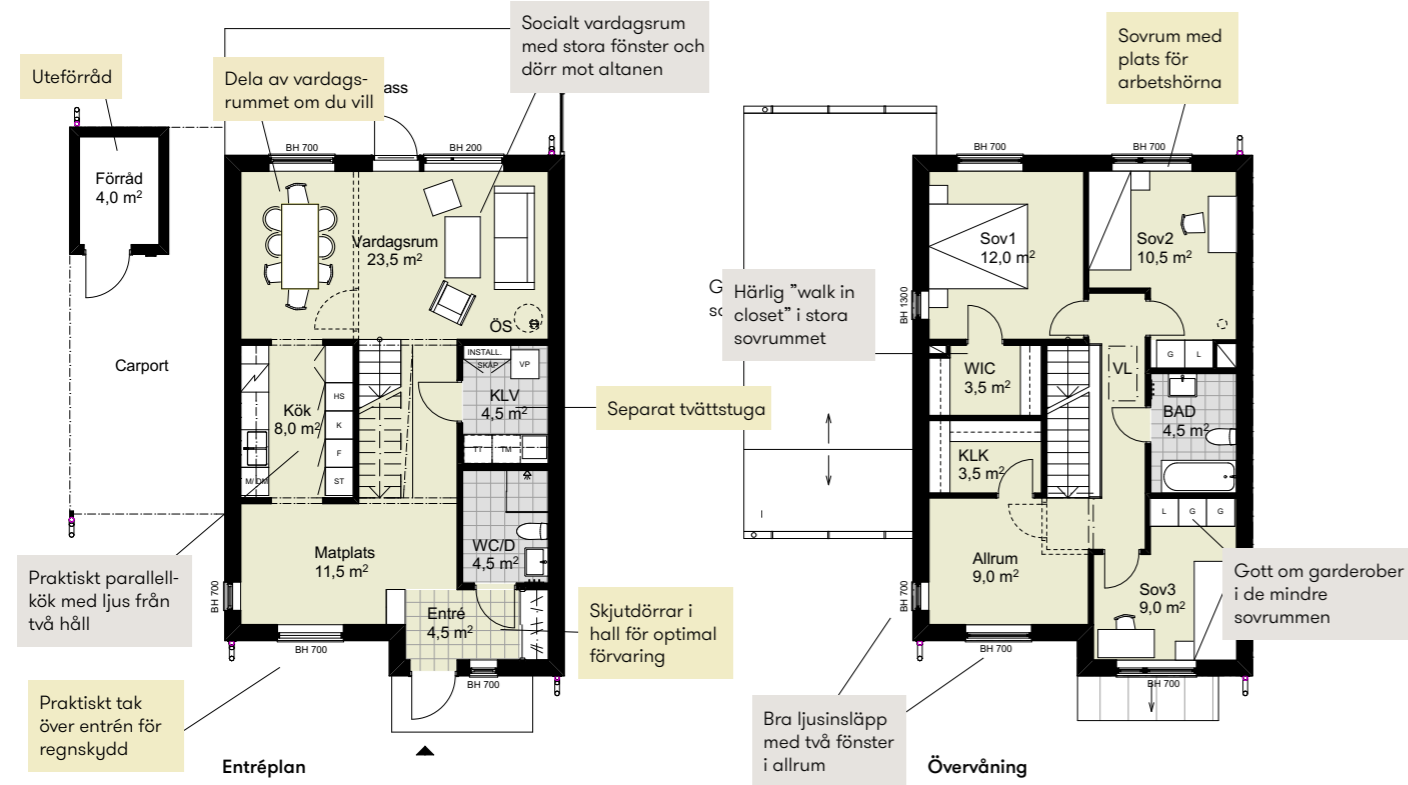 Socialt vardagsrum
med stora fönster och
dörr mot altanen
Uteförråd
Dela av vardags-
rummet om du vill
ass
Sovrum med
plats för
arbetshörna
BH 700
BH 200
BH 700
BH 700
Förråd
4,0 m²
Vardagsrum
23,5 m²
ÖS
Carport
INSTALL.
SKÅP
VP
KLV
4,5 m²
TT
TM
Kök
8,0 m²
HS
K
F
ST
M/DM
Separat tvättstuga
Matplats
11,5 m²
WC/D
4,5 m²
Entré
4,5 m²
BH 700
BH 700
BH 700
Praktiskt parallell-
kök med ljus från
två håll
Skjutdörrar i
hall för optimal
förvaring
Praktiskt tak
över entrén för
regnskydd
Entréplan
Sov1
12,0 m²
Sov2
10,5 m²
BH 1300
G
Härlig ”walk in
closet” i stora
sovrummet
WIC
3,5 m²
VL
G
L
BAD
4,5 m²
KLK
3,5 m²
L
G
G
Allrum
9,0 m²
Sov3
9,0 m²
Gott om garderober
i de mindre
sovrummen
BH 700
BH 700
BH 700
Bra ljusinsläpp
med två fönster
i allrum
Övervåning